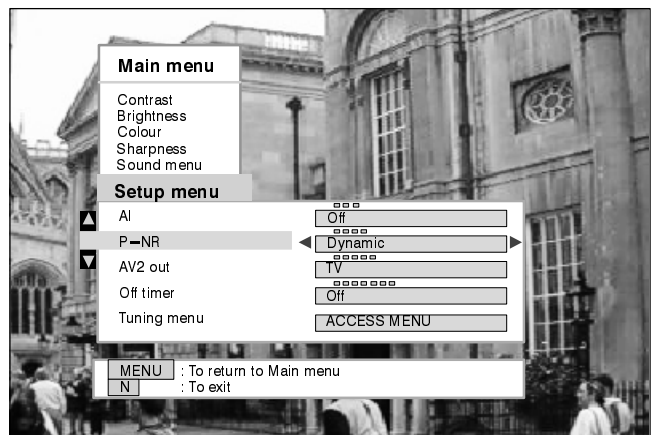 Main menu
Contrast
Brightness
Colour
Sharpness
Sound menu
Setup menu
AI Off
P−NR Dynamic
AV2 out TV
Off timer Off
Tuning menu ACCESS MENU
MENU : To return to Main menu
N : To exit